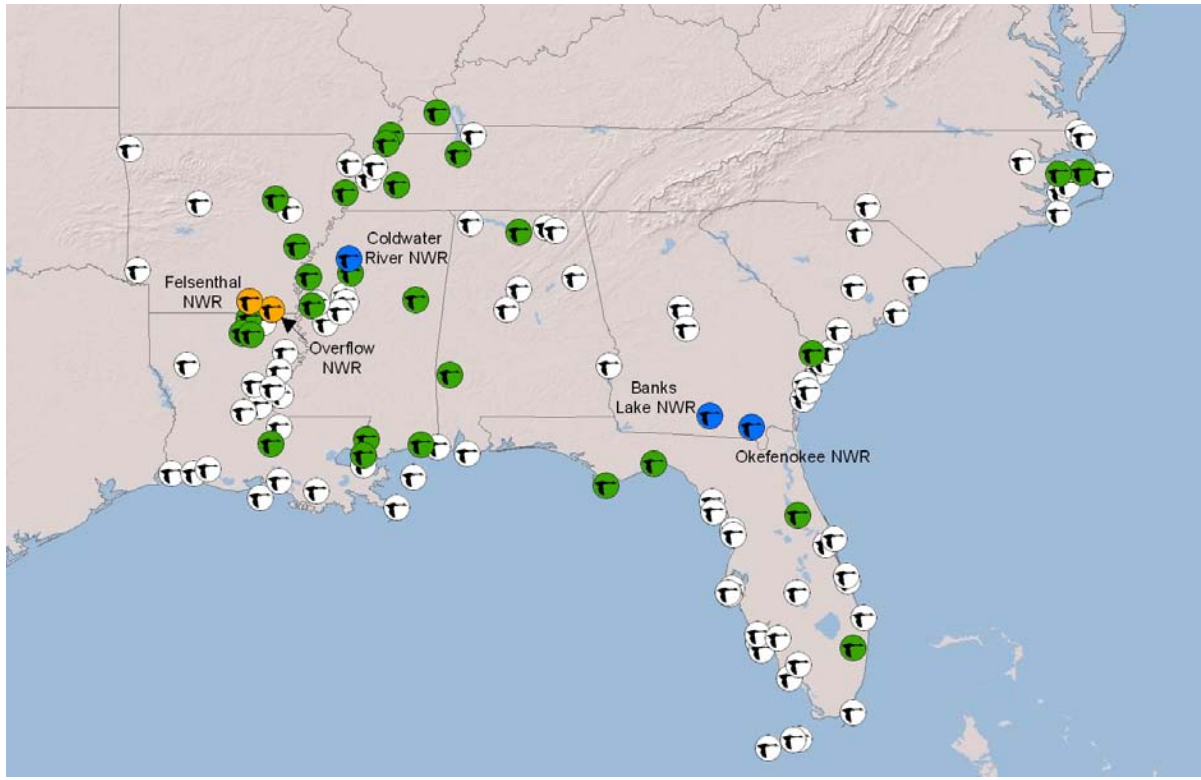 Coldwater
River NWR
Felsenthal
NWR
Overflow
NWR
Banks
Lake NWR
Okefenokee NWR